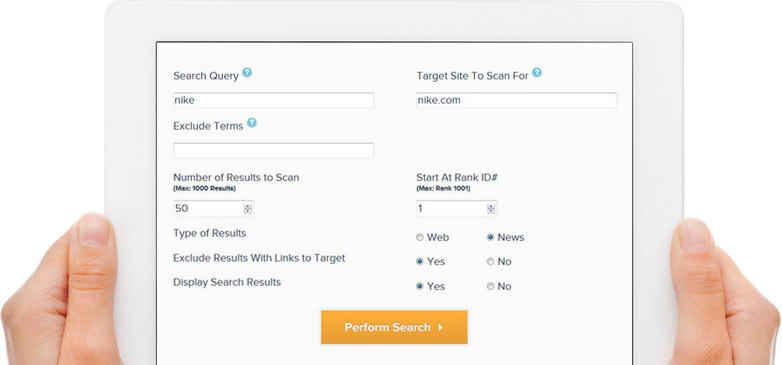 Search Query ?
Target Site To Scan For ?
nike
nike.com
Exclude Terms ?
Number of Results to Scan
(Max: 1000 Results)
Start At Rank ID#
(Max: Rank 1001)
50
1
Type of Results
Web
News
Exclude Results With Links to Target
Yes
No
Display Search Results
Yes
No
Perform Search